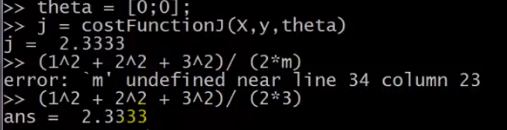 >> theta = [0;0];
>> j = costFunctionJ(X,y,theta)
j =  2.3333
>> (1^2 + 2^2 + 3^2)/ (2*m)
error: `m' undefined near line 34 column 23
>> (1^2 + 2^2 + 3^2)/ (2*3)
ans =  2.3333